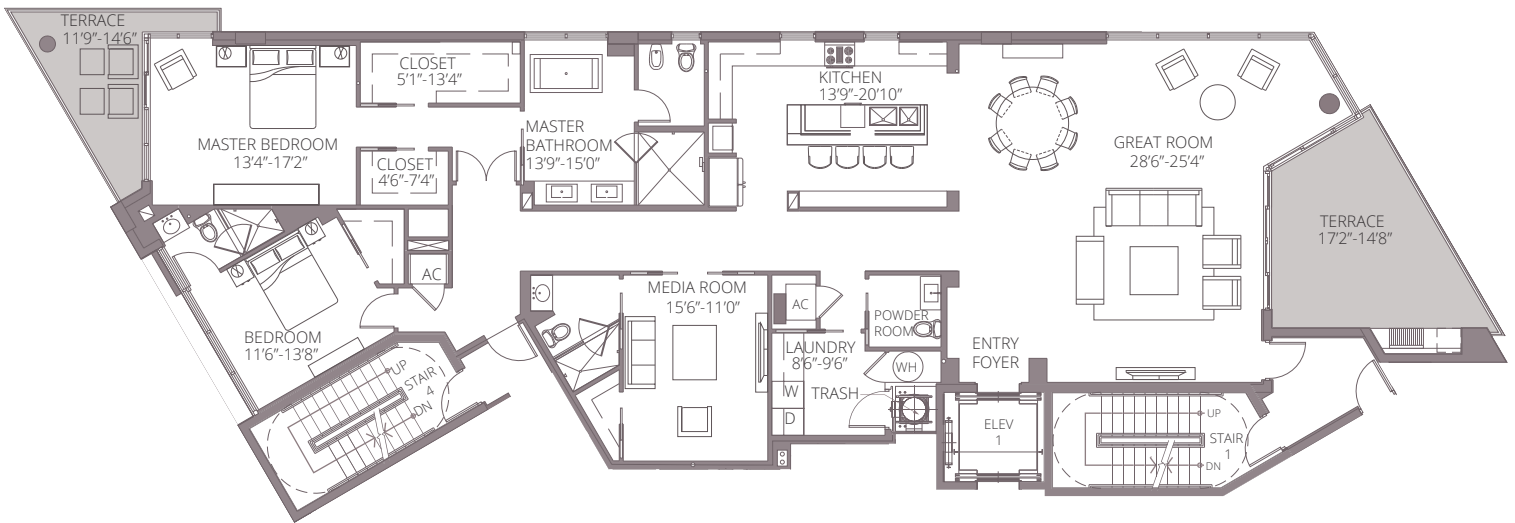 TERRACE
11'9"-14'6"
CLOSET
5'1"-13'4"
KITCHEN
13'9"-20'10"
MASTER BEDROOM
13'4"-17'2"
CLOSET
4'6"-7'4"
MASTER
BATHROOM
13'9"-15'0"
GREAT ROOM
28'6"-25'4"
TERRACE
17'2"-14'8"
AC
MEDIA ROOM
15'6"-11'0"
AC
POWDER
ROOM
BEDROOM
11'6"-13'8"
LAUNDRY
8'6"-9'6"
ENTRY
FOYER
WH
TRASH
W
D
UP
STAIR
4
DN
ELEV
1
UP
STAIR
1
DN